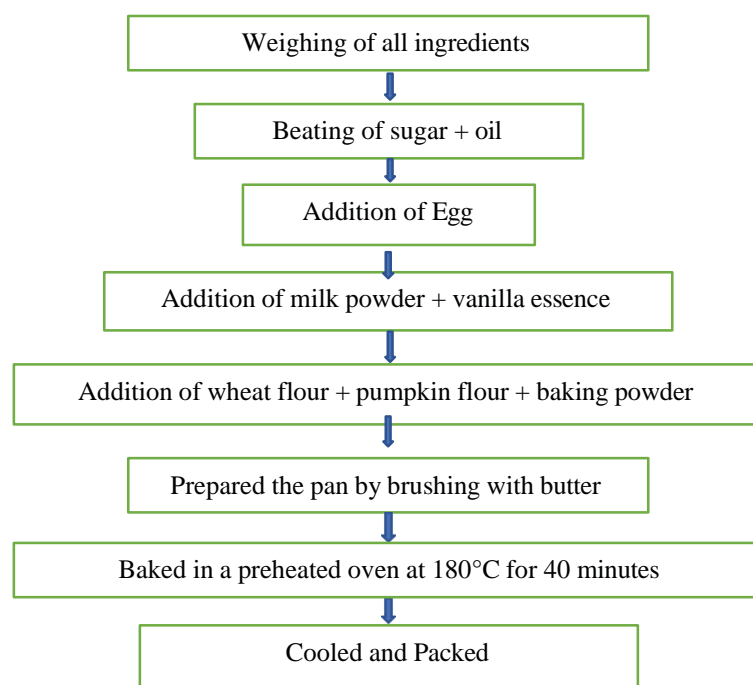 Weighing of all ingredients
Beating of sugar + oil
Addition of Egg
Addition of milk powder + vanilla essence
Addition of wheat flour + pumpkin flour + baking powder
Prepared the pan by brushing with butter
Baked in a preheated oven at 180°C for 40 minutes
Cooled and Packed